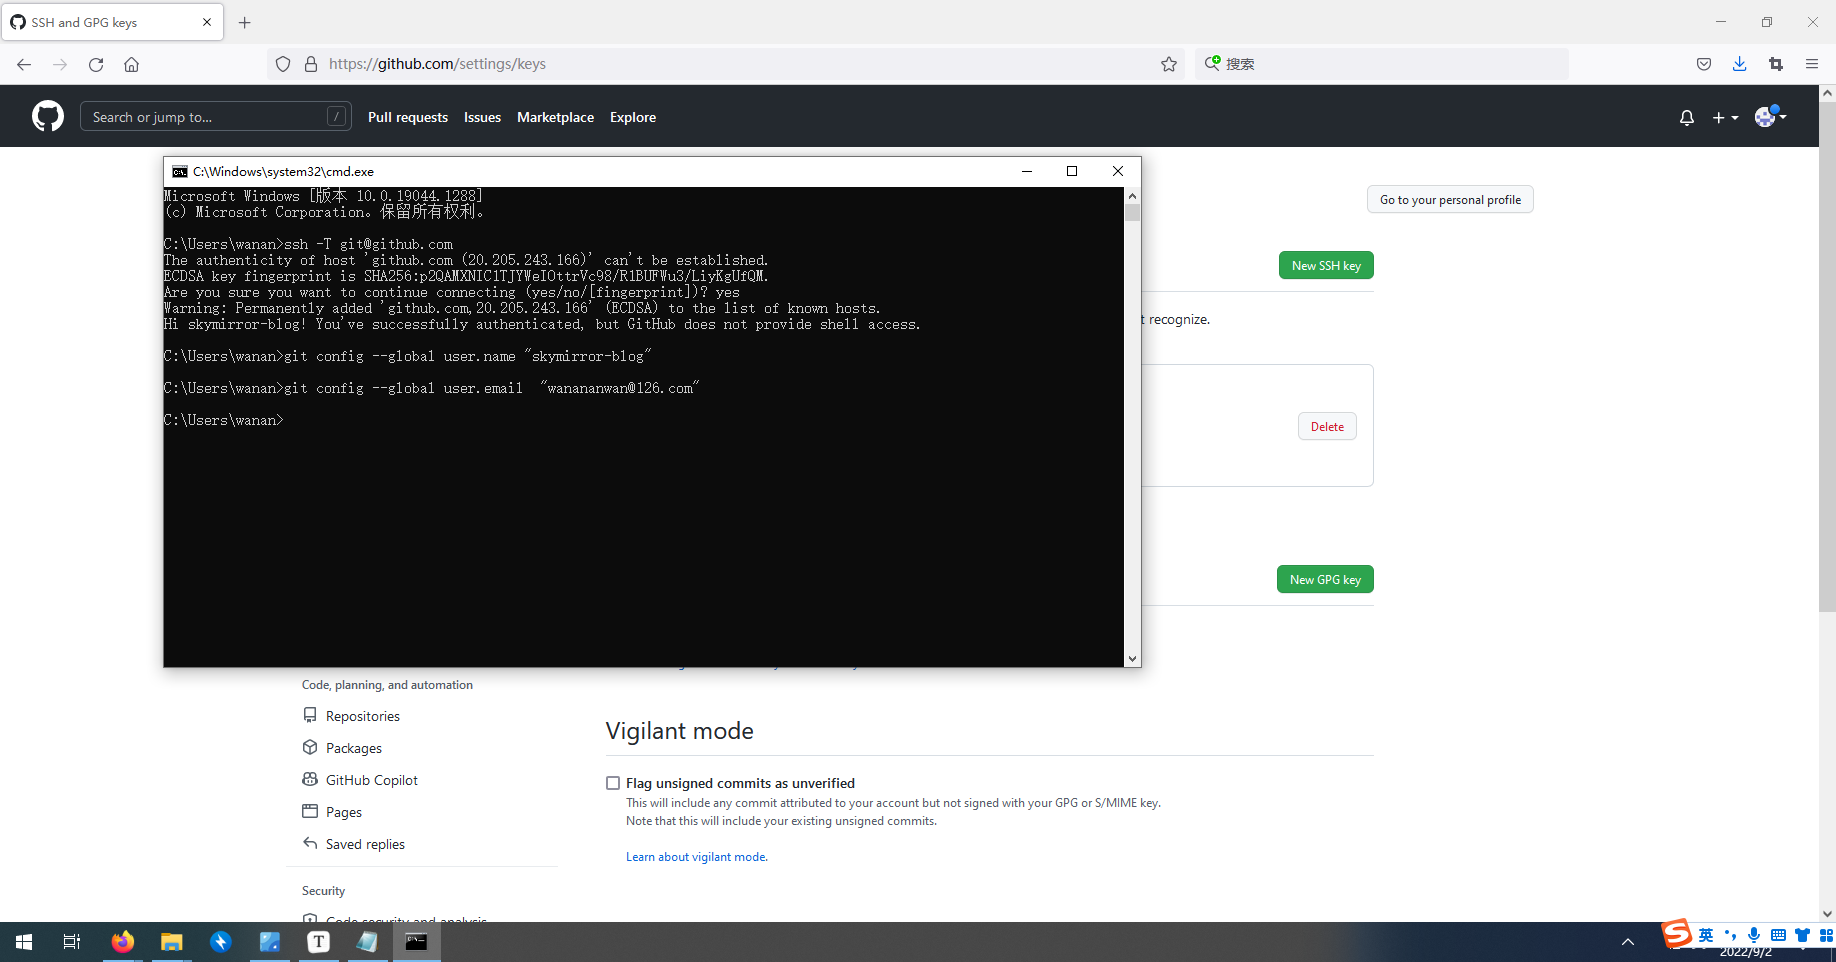 SSH and GPG keys
https://github.com/settings/keys
搜索
Search or jump to...
/
Pull requests
Issues
Marketplace
Explore
C:\Windows\system32\cmd.exe
Microsoft Windows [版本 10.0.19044.1288]
(c) Microsoft Corporation。保留所有权利。
C:\Users\wanan>ssh -T git@github.com
The authenticity of host 'github.com (20.205.243.166)' can't be established.
ECDSA key fingerprint is SHA256:p2QAMXNIC1TJYWeIOttrVc98/R1BUFWu3/LiyKgUfQM.
Are you sure you want to continue connecting (yes/no/[fingerprint])? yes
Warning: Permanently added 'github.com,20.205.243.166' (ECDSA) to the list of known hosts.
Hi skymirror-blog! You've successfully authenticated, but GitHub does not provide shell access.
C:\Users\wanan>git config --global user.name "skymirror-blog"
C:\Users\wanan>git config --global user.email  "wanananwan@126.com"
C:\Users\wanan>
Go to your personal profile
New SSH key
recognize.
Delete
New GPG key
Code, planning, and automation
Repositories
Packages
GitHub Copilot
Pages
Saved replies
Security
Code security and analysis
Vigilant mode
Flag unsigned commits as unverified
This will include any commit attributed to your account but not signed with your GPG or S/MIME key.
Note that this will include your existing unsigned commits.
Learn about vigilant mode.
英
2022/9/2